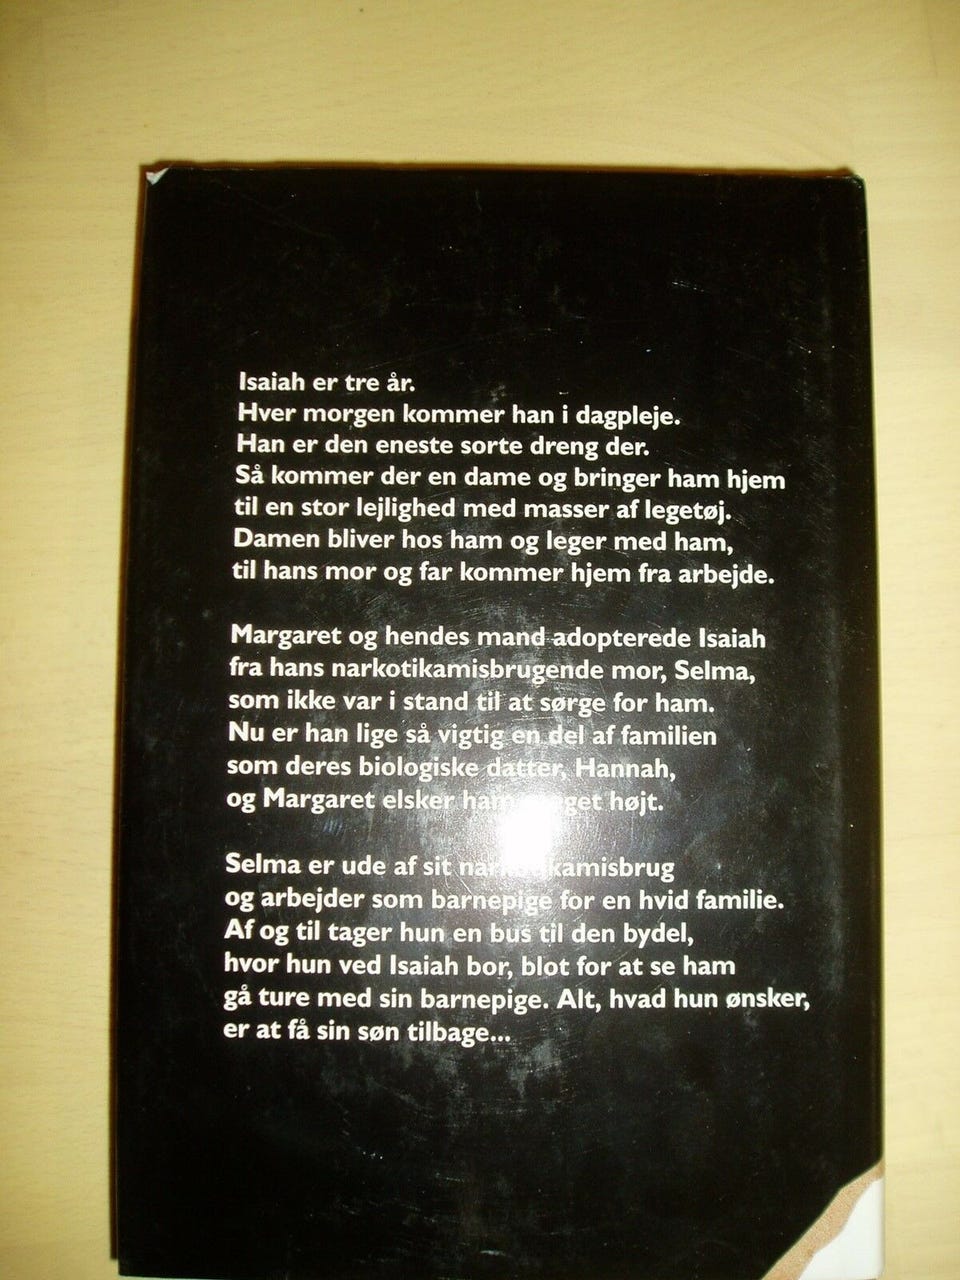 Isaiah er tre år.
Hver morgen kommer han i dagpleje.
Han er den eneste sorte dreng der.
Så kommer der en dame og bringer ham hjem
til en stor lejlighed med masser af legetøj.
Damen bliver hos ham og leger med ham,
til hans mor og far kommer hjem fra arbejde.
Margaret og hendes mand adopterede Isaiah
fra hans narkotikamisbrugende mor, Selma,
som ikke var i stand til at sørge for ham.
Nu er han lige så vigtig en del af familien
som deres biologiske datter, Hannah,
og Margaret elsker ham højt.
Selma er ude af sit narkotikamisbrug
og arbejder som barnepige for en hvid familie.
Af og til tager hun en bus til den bydel,
hvor hun ved Isaiah bor, blot for at se ham
gå ture med sin barnepige. Alt, hvad hun ønsker,
er at få sin søn tilbage...